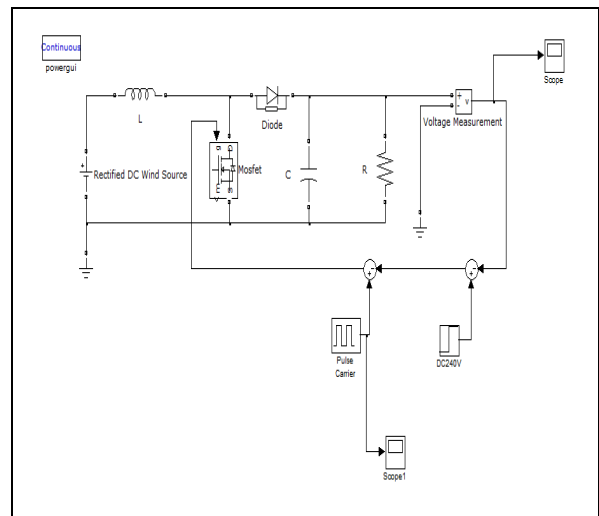 Continuous
powergui
Scope
L
Diode
+
-
v
Voltage Measurement
+
Rectified DC Wind Source
g
D
S
m
Mosfet
C
R
-
+
-
+
Pulse
Carrier
DC240V
Scope1